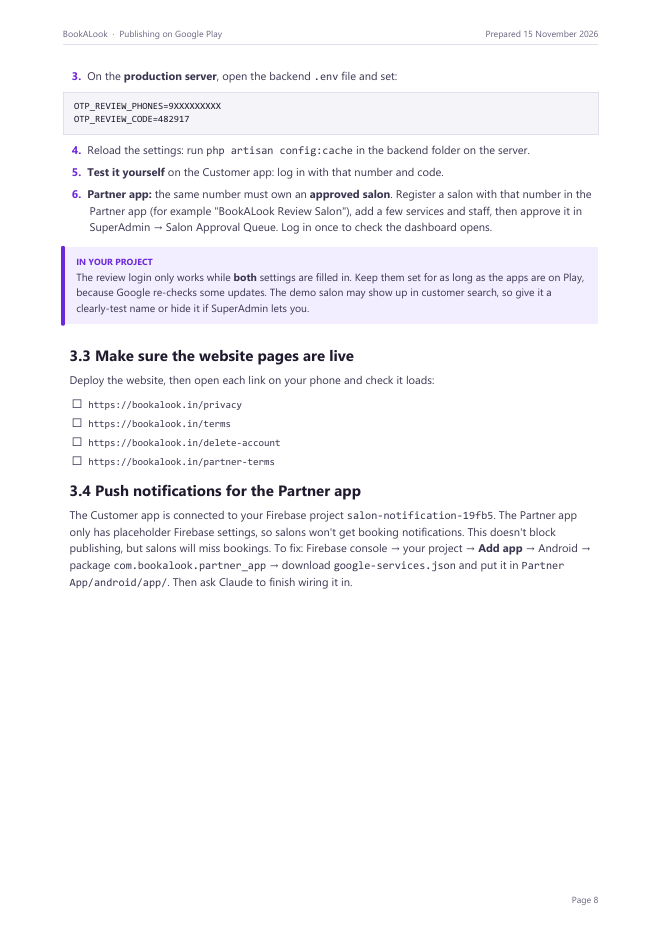 BookALook · Publishing on Google Play
Prepared 15 November 2026
3. On the production server, open the backend .env file and set:
OTP_REVIEW_PHONES=9XXXXXXXXX
OTP_REVIEW_CODE=482917
4. Reload the settings: run php artisan config:cache in the backend folder on the server.
5. Test it yourself on the Customer app: log in with that number and code.
6. Partner app: the same number must own an approved salon. Register a salon with that number in the
Partner app (for example "BookALook Review Salon"), add a few services and staff, then approve it in
SuperAdmin → Salon Approval Queue. Log in once to check the dashboard opens.
IN YOUR PROJECT
The review login only works while both settings are filled in. Keep them set for as long as the apps are on Play,
because Google re-checks some updates. The demo salon may show up in customer search, so give it a
clearly-test name or hide it if SuperAdmin lets you.
3.3 Make sure the website pages are live
Deploy the website, then open each link on your phone and check it loads:
☐ https://bookalook.in/privacy
☐ https://bookalook.in/terms
☐ https://bookalook.in/delete-account
☐ https://bookalook.in/partner-terms
3.4 Push notifications for the Partner app
The Customer app is connected to your Firebase project salon-notification-19fb5. The Partner app
only has placeholder Firebase settings, so salons won't get booking notifications. This doesn't block
publishing, but salons will miss bookings. To fix: Firebase console → your project → Add app → Android →
package com.bookalook.partner_app → download google-services.json and put it in Partner
App/android/app/. Then ask Claude to finish wiring it in.
Page 8